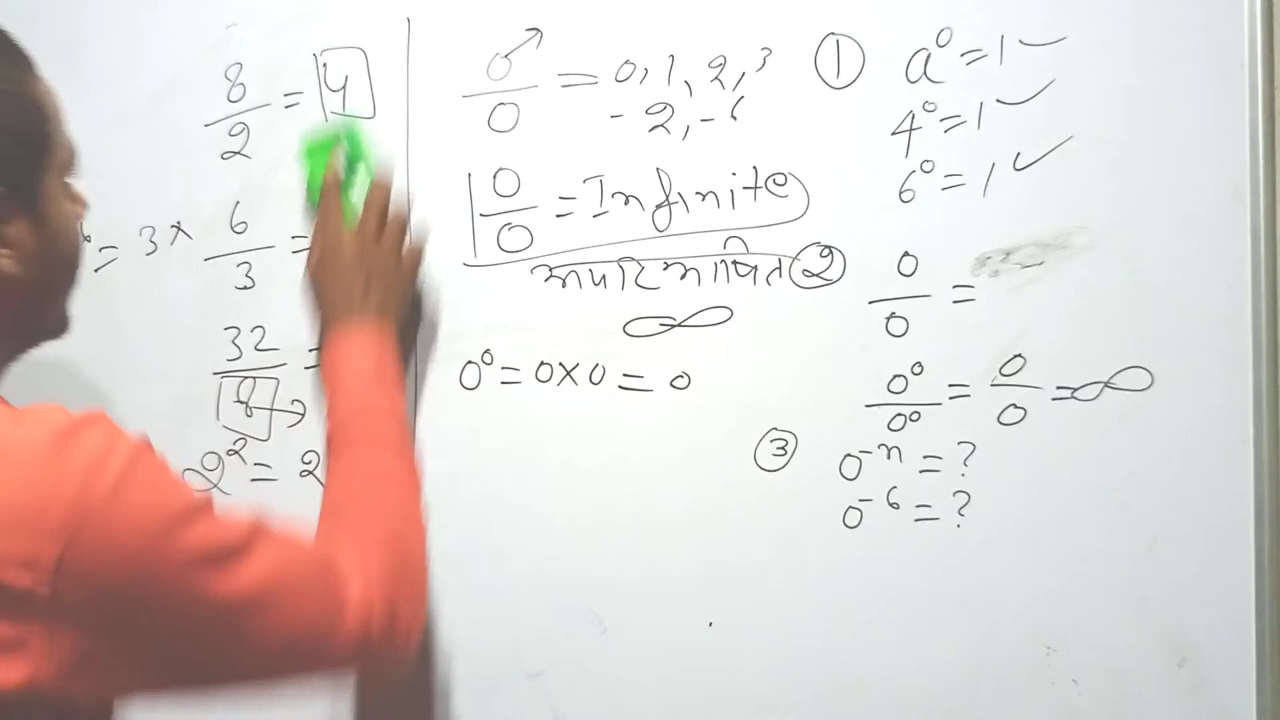 8/2 = 4
6 = 3 × 6/3 =
32/8 =
2² = 2
0/0 = 0, 1, 2, 3
-2, -6
0/0 = Infinite
अपरिभाषित
∞
0⁰ = 0×0 = 0
① a⁰ = 1
4⁰ = 1 ✓
6⁰ = 1 ✓
② 0/0 =
0⁰/0⁰ = 0/0 = ∞
③ 0⁻ⁿ = ?
0⁻⁶ = ?